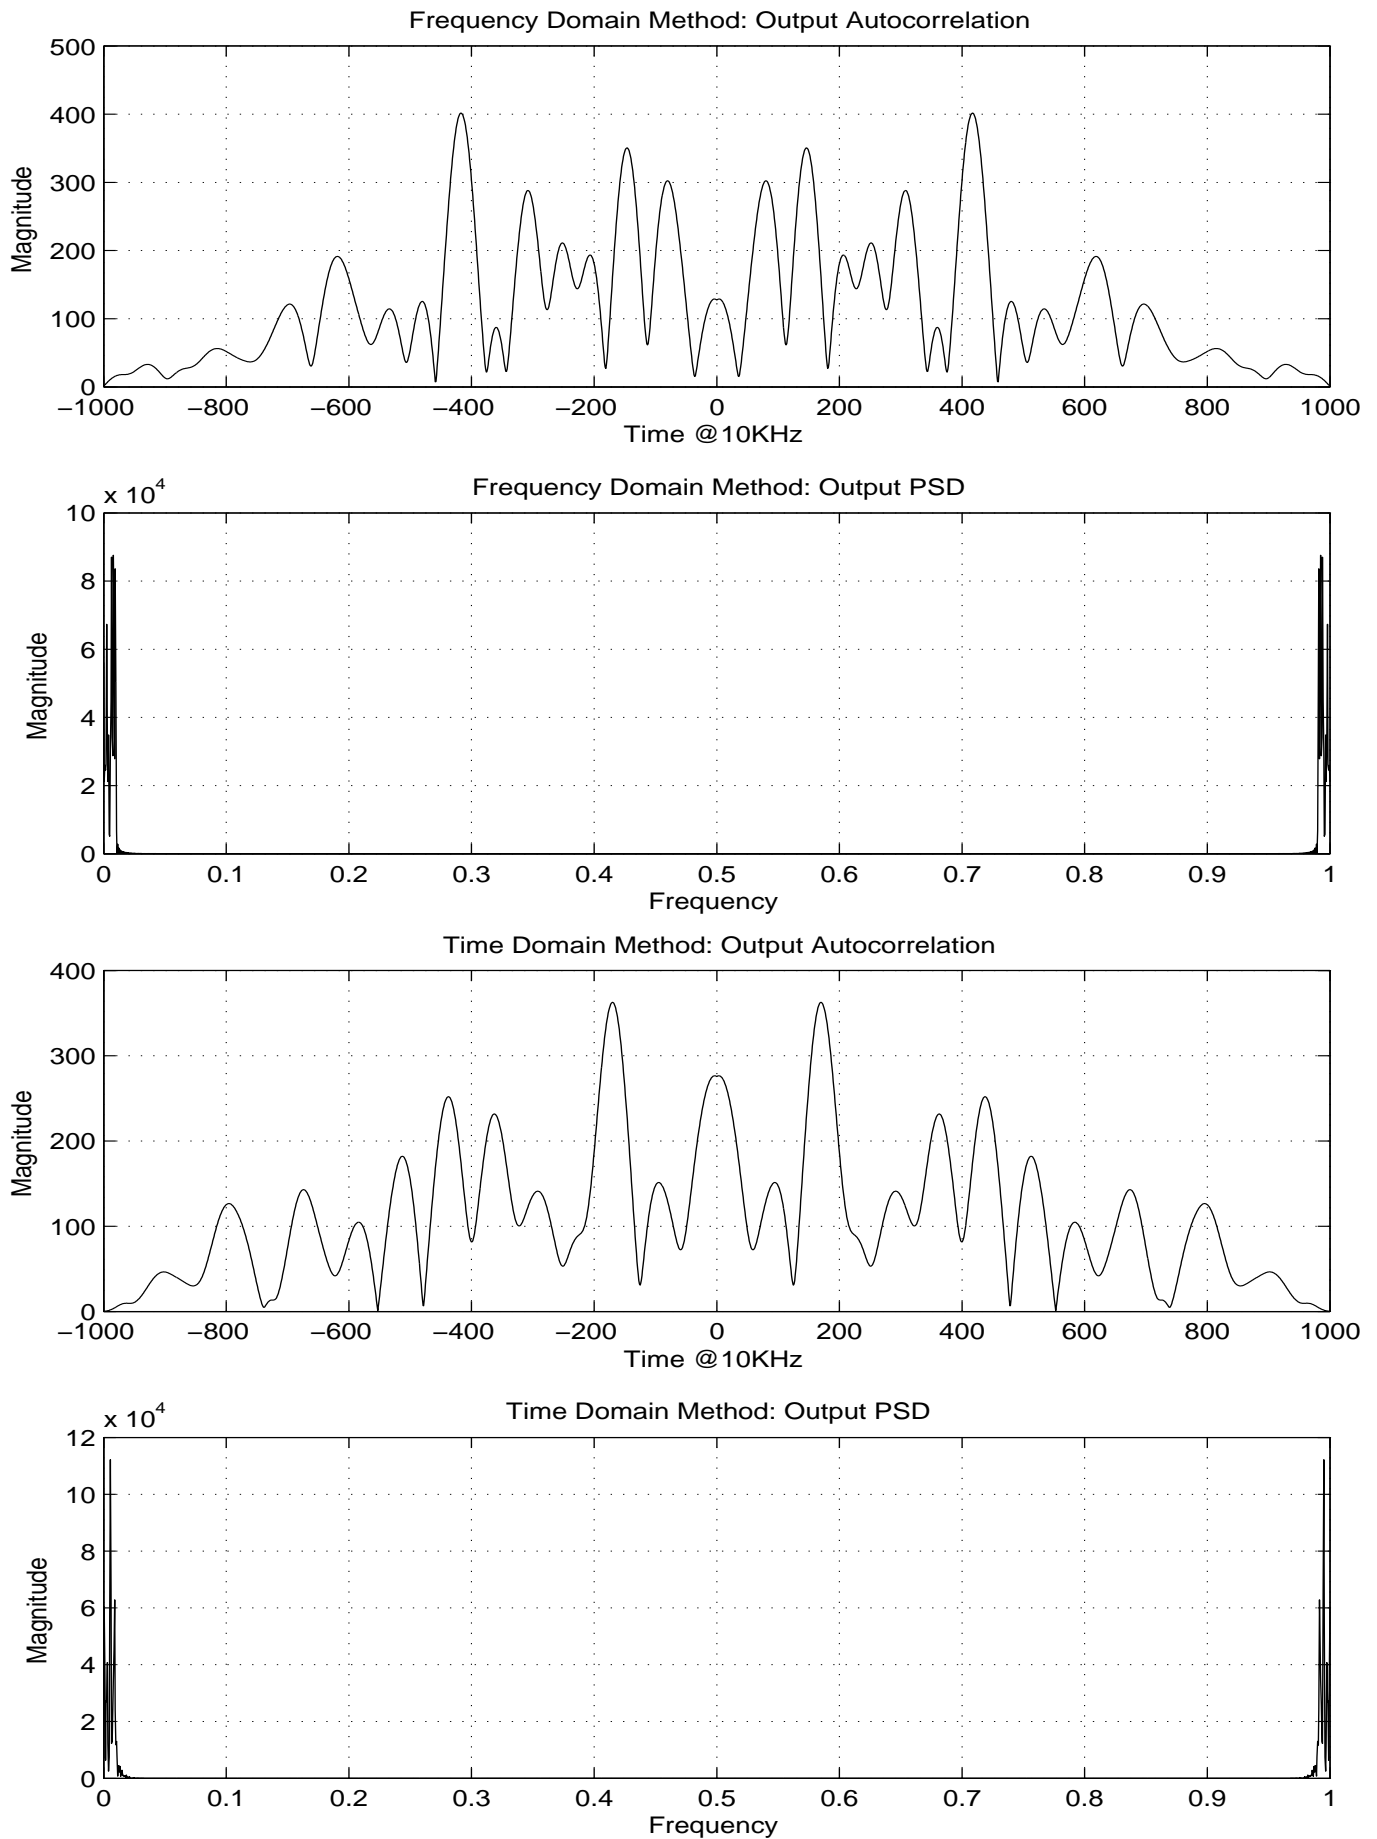 Frequency Domain Method: Output Autocorrelation
500
400
300
200
100
0
Magnitude
−1000 −800 −600 −400 −200 0 200 400 600 800 1000
Time @10KHz
Frequency Domain Method: Output PSD
x 10^4
10
8
6
4
2
0
Magnitude
0 0.1 0.2 0.3 0.4 0.5 0.6 0.7 0.8 0.9 1
Frequency
Time Domain Method: Output Autocorrelation
400
300
200
100
0
Magnitude
−1000 −800 −600 −400 −200 0 200 400 600 800 1000
Time @10KHz
Time Domain Method: Output PSD
x 10^4
12
10
8
6
4
2
0
Magnitude
0 0.1 0.2 0.3 0.4 0.5 0.6 0.7 0.8 0.9 1
Frequency